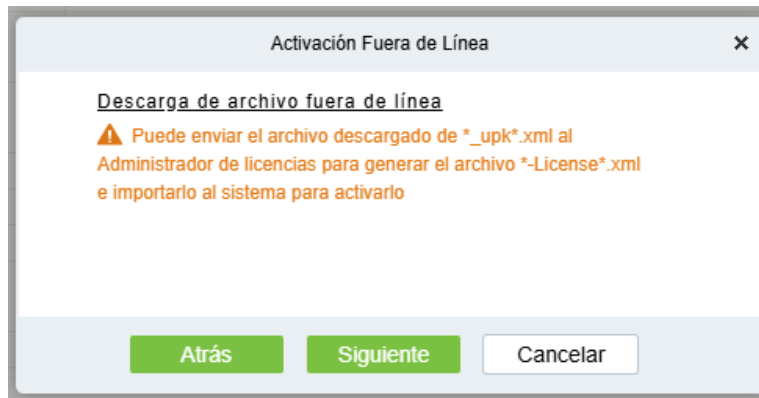 Activación Fuera de Línea
×
Descarga de archivo fuera de línea
Puede enviar el archivo descargado de *_upk*.xml al
Administrador de licencias para generar el archivo *-License*.xml
e importarlo al sistema para activarlo
Atrás
Siguiente
Cancelar